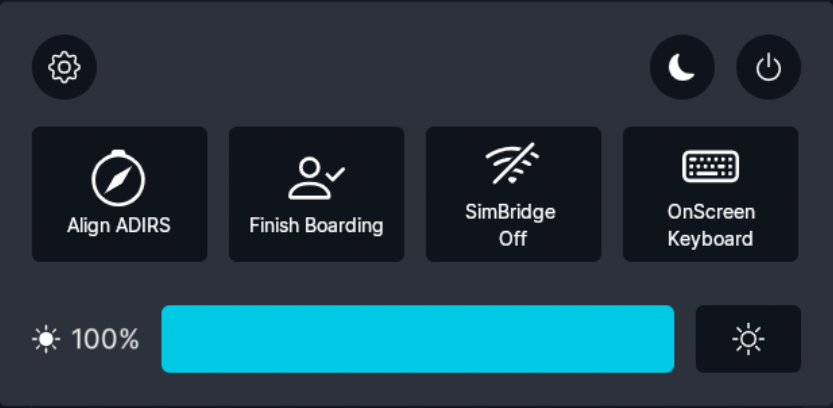 Align ADIRS
Finish Boarding
SimBridge
Off
OnScreen
Keyboard
100%